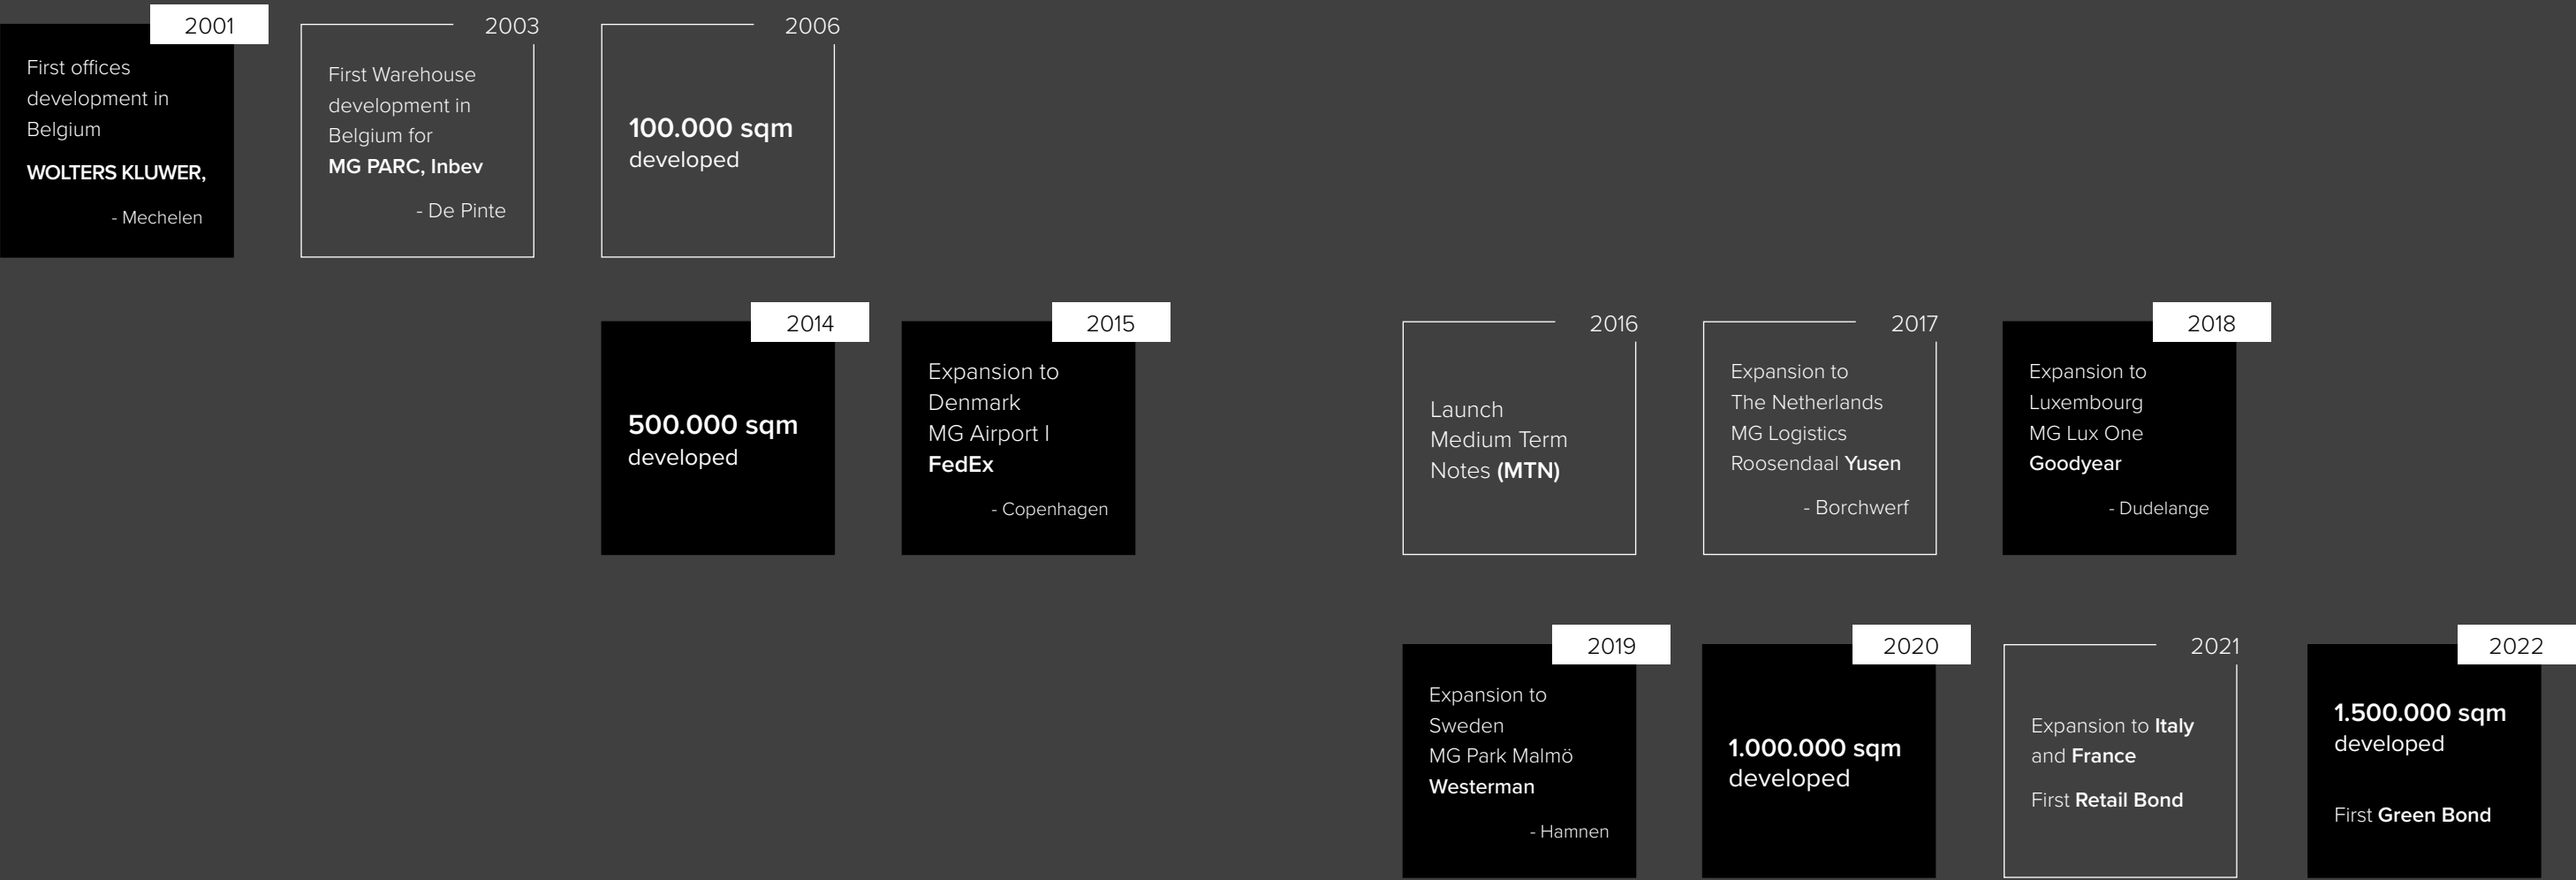 2001
First offices
development in
Belgium
WOLTERS KLUWER,
- Mechelen
2003
First Warehouse
development in
Belgium for
MG PARC, Inbev
- De Pinte
2006
100.000 sqm
developed
2014
500.000 sqm
developed
2015
Expansion to
Denmark
MG Airport I
FedEx
- Copenhagen
2016
Launch
Medium Term
Notes (MTN)
2017
Expansion to
The Netherlands
MG Logistics
Roosendaal Yusen
- Borchwerf
2018
Expansion to
Luxembourg
MG Lux One
Goodyear
- Dudelange
2019
Expansion to
Sweden
MG Park Malmö
Westerman
- Hamnen
2020
1.000.000 sqm
developed
2021
Expansion to Italy
and France
First Retail Bond
2022
1.500.000 sqm
developed
First Green Bond